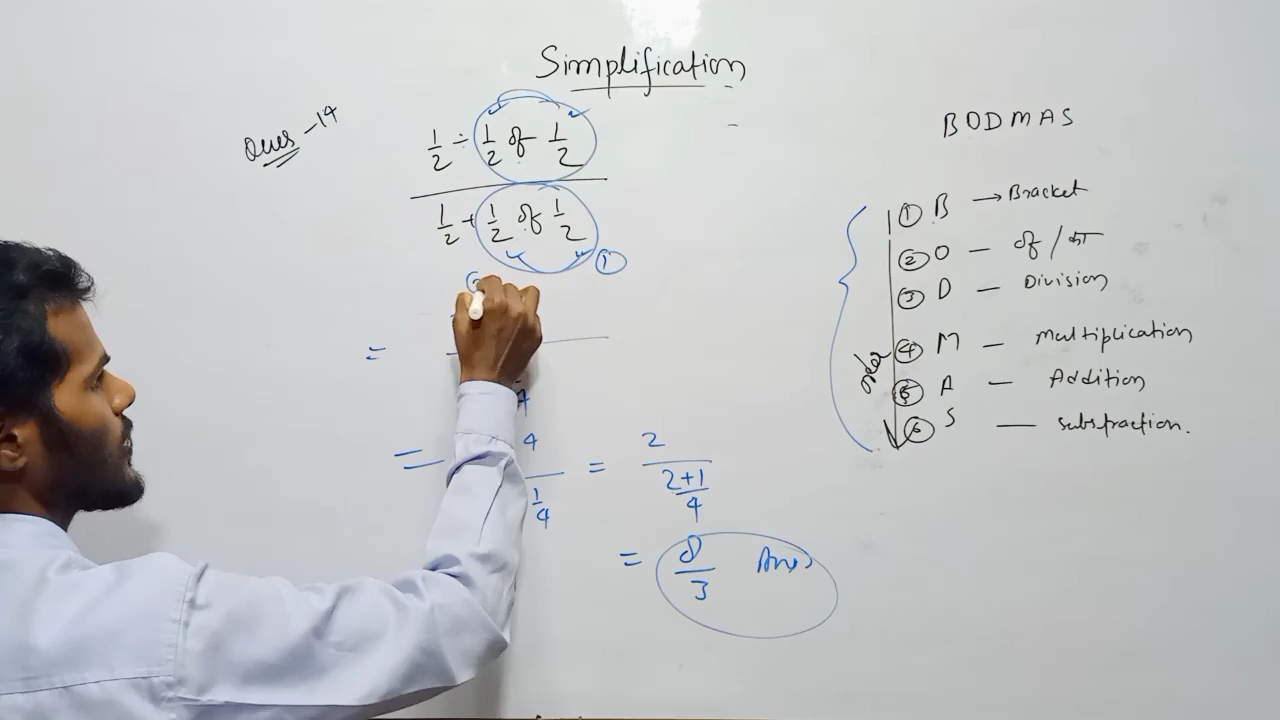 Simplification
Ques - 14
1/2 ÷ 1/2 of 1/2
1/2 + 1/2 of 1/2
①
=
4
= 4
1/4
= 2
2+1
4
= 8/3 Ans
BODMAS
① B → Bracket
② O - of /
③ D - Division
④ M - Multiplication
⑤ A - Addition
⑥ S - Substraction.
order